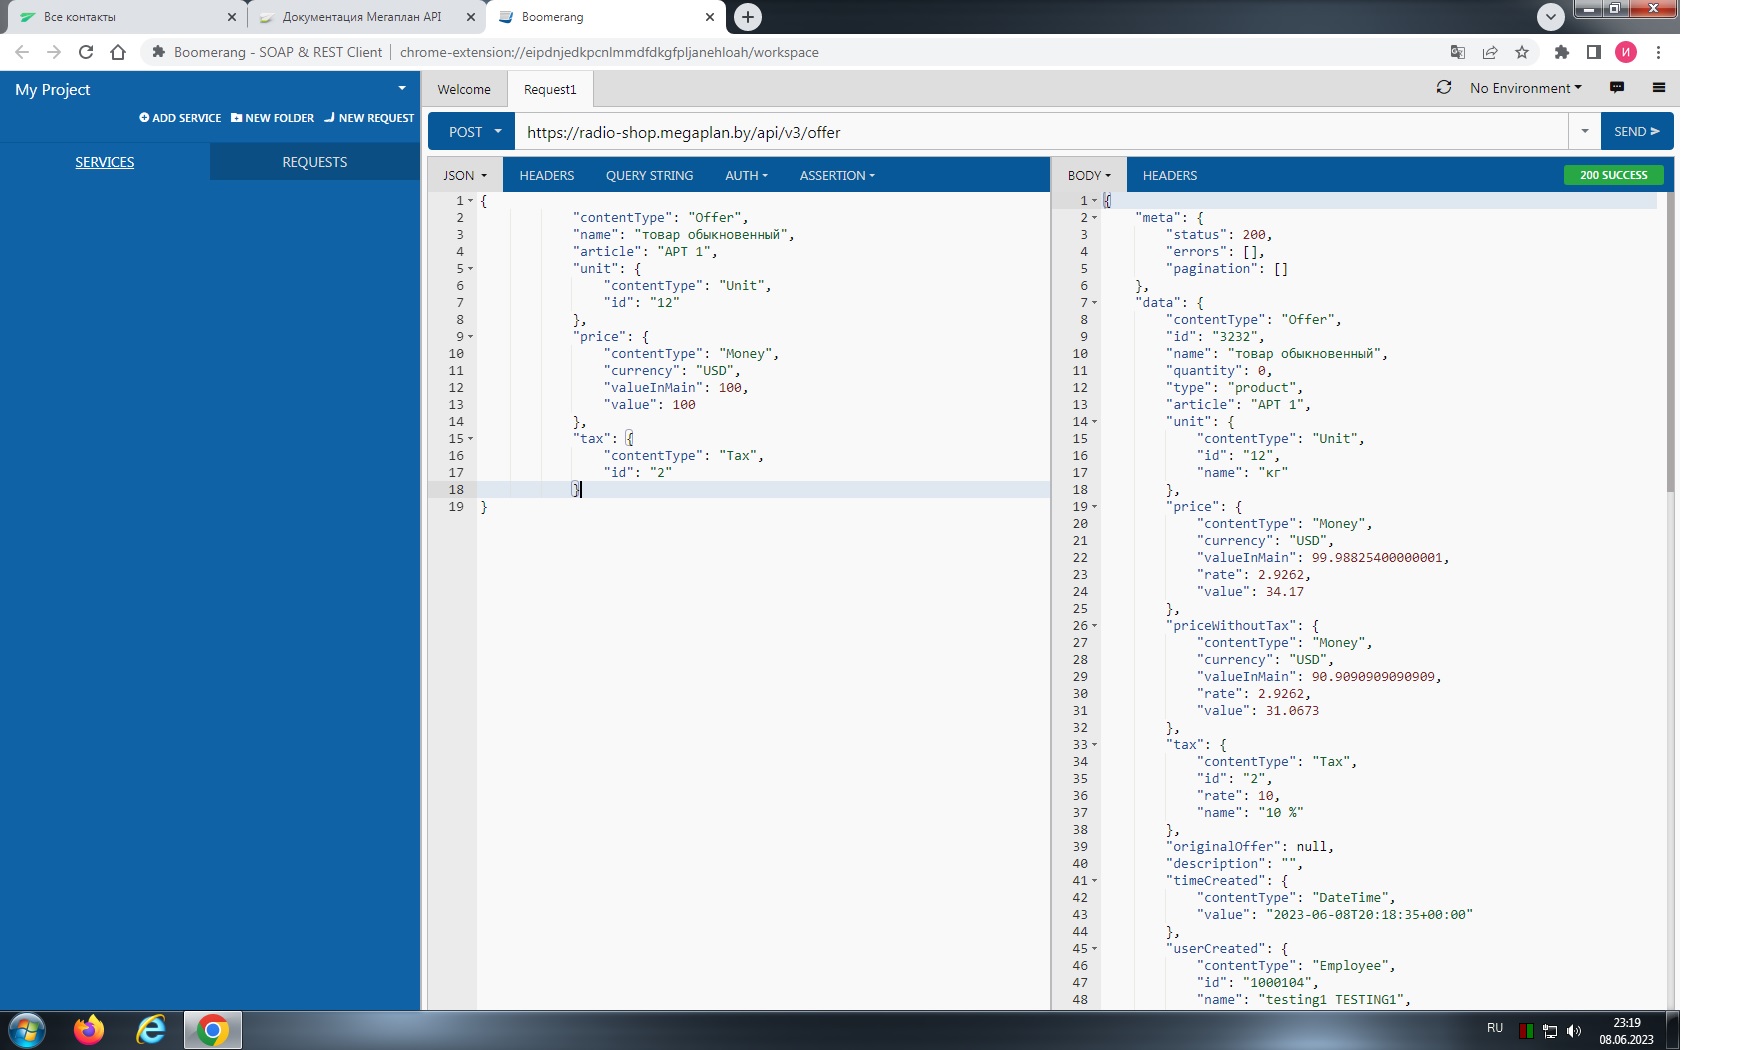 Все контакты
Документация Мегаплан API
Boomerang
Boomerang - SOAP & REST Client
chrome-extension://eipdnjedkpcnlmmdfdkgfpljanehloah/workspace
И
My Project
ADD SERVICE
NEW FOLDER
NEW REQUEST
SERVICES
REQUESTS
Welcome
Request1
No Environment
POST
https://radio-shop.megaplan.by/api/v3/offer
SEND
JSON
HEADERS
QUERY STRING
AUTH
ASSERTION
1 {
2 "contentType": "Offer",
3 "name": "товар обыкновенный",
4 "article": "АРТ 1",
5 "unit": {
6 "contentType": "Unit",
7 "id": "12"
8 },
9 "price": {
10 "contentType": "Money",
11 "currency": "USD",
12 "valueInMain": 100,
13 "value": 100
14 },
15 "tax": {
16 "contentType": "Tax",
17 "id": "2"
18 }
19 }
BODY
HEADERS
200 SUCCESS
1 {
2 "meta": {
3 "status": 200,
4 "errors": [],
5 "pagination": []
6 },
7 "data": {
8 "contentType": "Offer",
9 "id": "3232",
10 "name": "товар обыкновенный",
11 "quantity": 0,
12 "type": "product",
13 "article": "АРТ 1",
14 "unit": {
15 "contentType": "Unit",
16 "id": "12",
17 "name": "кг"
18 },
19 "price": {
20 "contentType": "Money",
21 "currency": "USD",
22 "valueInMain": 99.98825400000001,
23 "rate": 2.9262,
24 "value": 34.17
25 },
26 "priceWithoutTax": {
27 "contentType": "Money",
28 "currency": "USD",
29 "valueInMain": 90.9090909090909,
30 "rate": 2.9262,
31 "value": 31.0673
32 },
33 "tax": {
34 "contentType": "Tax",
35 "id": "2",
36 "rate": 10,
37 "name": "10 %"
38 },
39 "originalOffer": null,
40 "description": "",
41 "timeCreated": {
42 "contentType": "DateTime",
43 "value": "2023-06-08T20:18:35+00:00"
44 },
45 "userCreated": {
46 "contentType": "Employee",
47 "id": "1000104",
48 "name": "testing1 TESTING1",
RU
23:19
08.06.2023